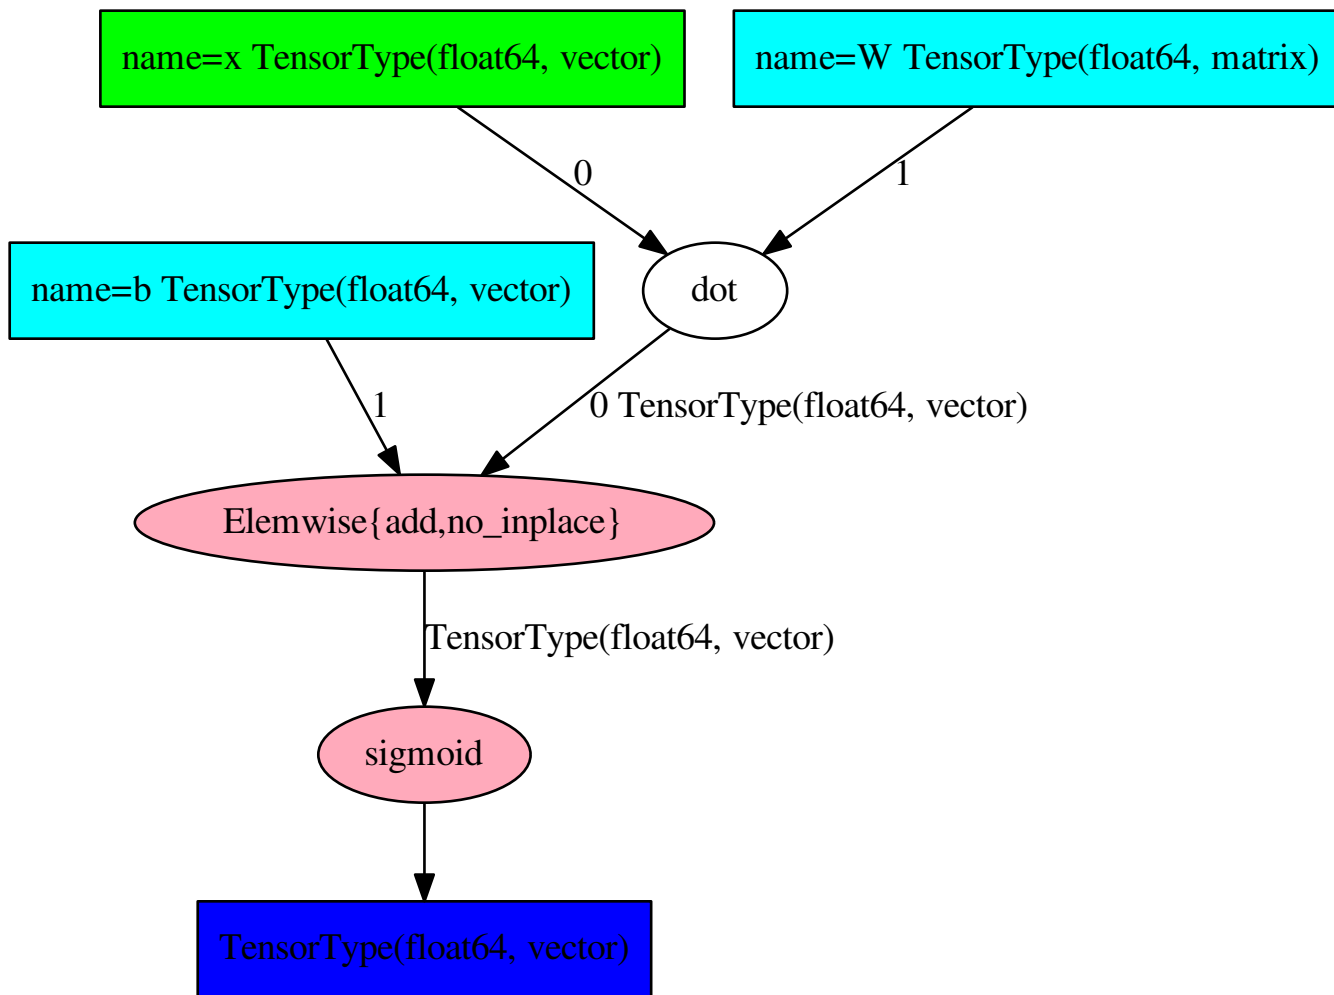 name=x TensorType(float64, vector)
name=W TensorType(float64, matrix)
0
1
name=b TensorType(float64, vector)
dot
1
0 TensorType(float64, vector)
Elemwise{add,no_inplace}
TensorType(float64, vector)
sigmoid
TensorType(float64, vector)